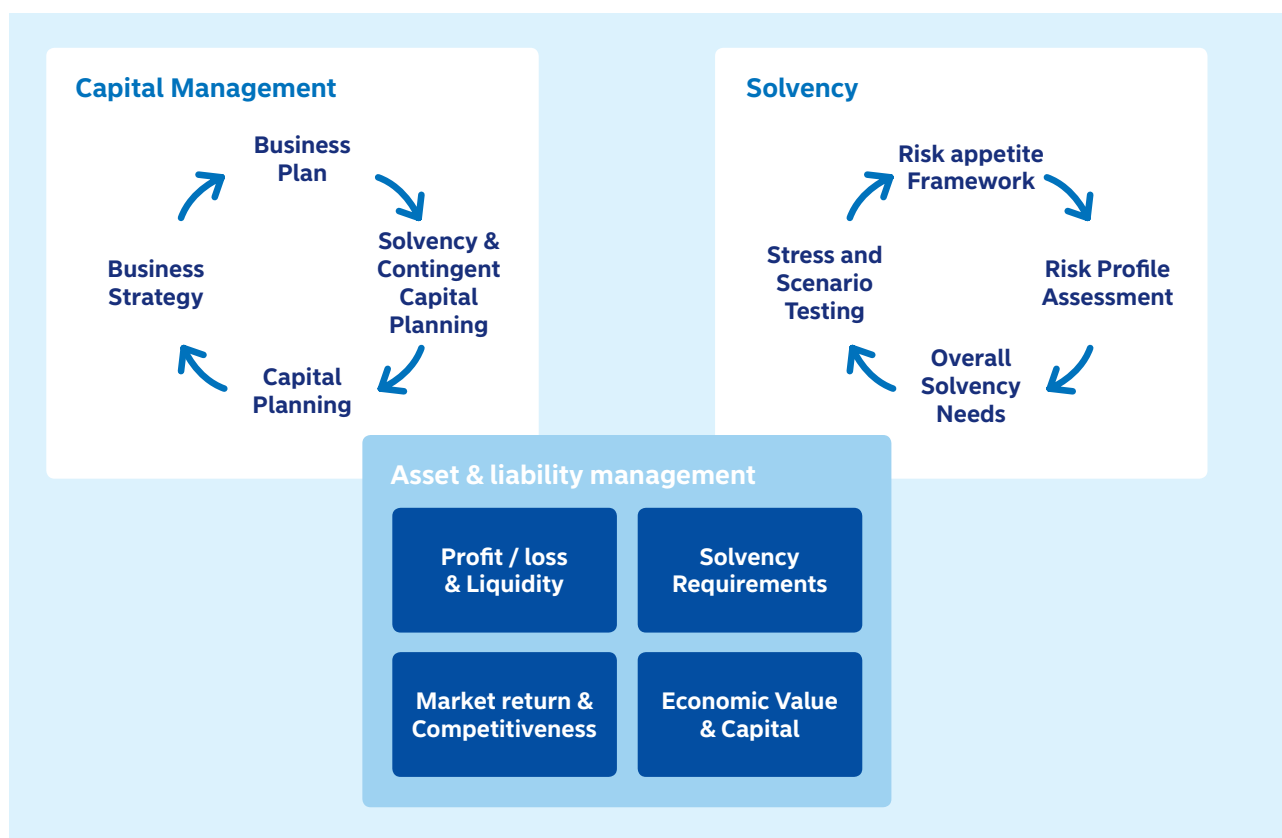 Capital Management
Business
Plan
Solvency &
Contingent
Capital
Planning
Capital
Planning
Business
Strategy
Solvency
Risk appetite
Framework
Risk Profile
Assessment
Overall
Solvency
Needs
Stress and
Scenario
Testing
Asset & liability management
Profit / loss
& Liquidity
Solvency
Requirements
Market return &
Competitiveness
Economic Value
& Capital